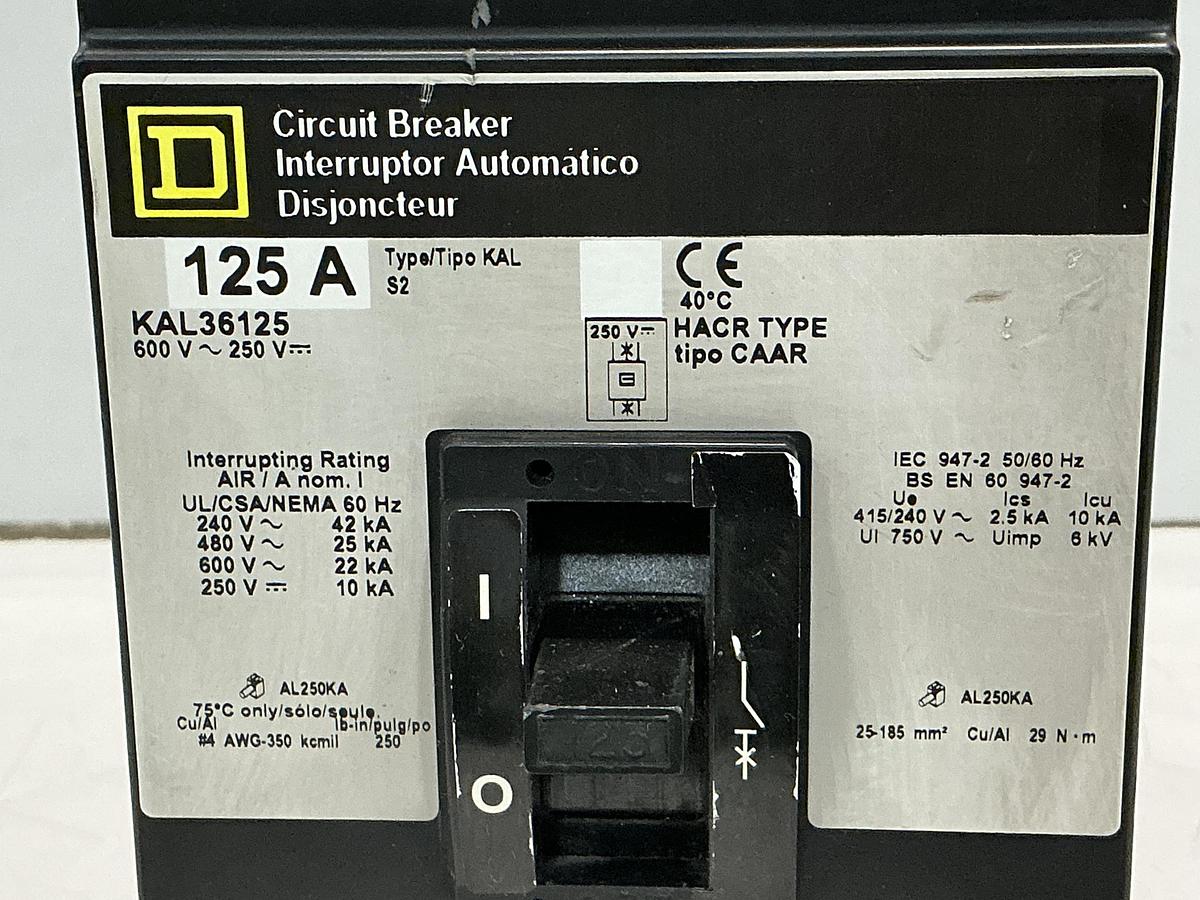 D
Circuit Breaker
Interruptor Automático
Disjoncteur
125 A
Type/Tipo KAL
S2
KAL36125
600 V ~ 250 V⎓
CE
40°C
HACR TYPE
tipo CAAR
250 V⎓
Interrupting Rating
AIR / A nom. I
UL/CSA/NEMA 60 Hz
240 V ~ 42 kA
480 V ~ 25 kA
600 V ~ 22 kA
250 V ⎓ 10 kA
AL250KA
75°C only/sólo/seule
Cu/Al lb-in/pulg/po
#4 AWG-350 kcmil 250
ON
I
125
O
IEC 947-2 50/60 Hz
BS EN 60 947-2
Ue Ics Icu
415/240 V ~ 2.5 kA 10 kA
UI 750 V ~ Uimp 6 kV
AL250KA
25-185 mm² Cu/Al 29 N·m